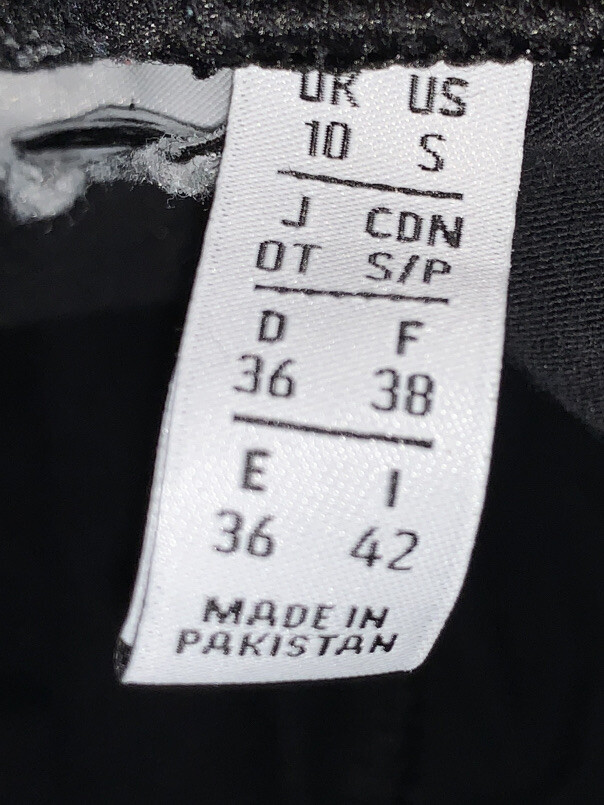 UK US
10 S
J CDN
OT S/P
D F
36 38
E I
36 42
MADE IN
PAKISTAN